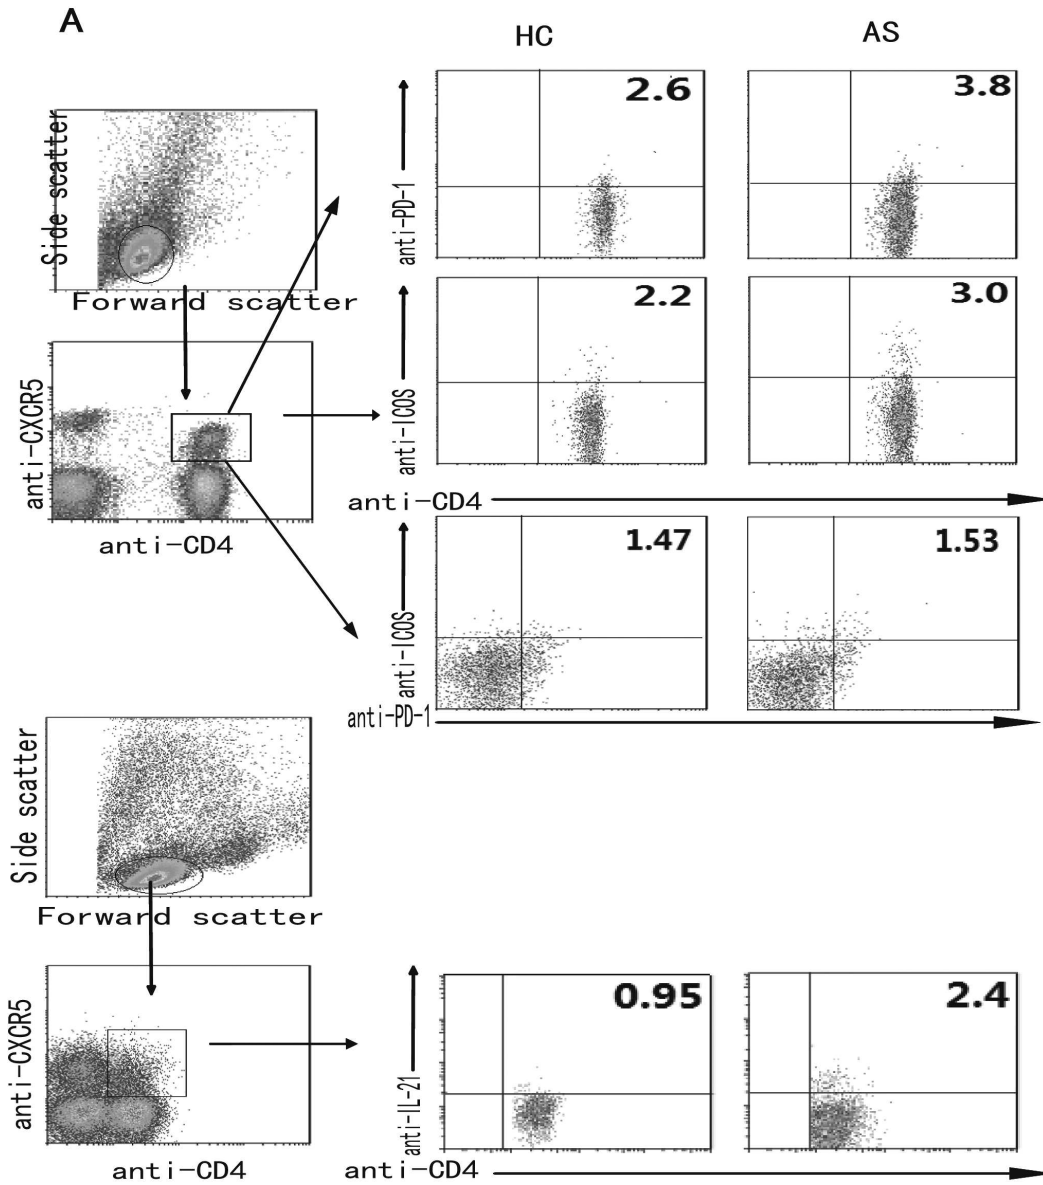 A
HC
AS
Side scatter
Forward scatter
anti-PD-1
2.6
3.8
anti-CXCR5
anti-CD4
anti-ICOS
2.2
3.0
anti-CD4
anti-ICOS
1.47
1.53
anti-PD-1
Side scatter
Forward scatter
anti-CXCR5
anti-CD4
anti-IL-21
0.95
2.4
anti-CD4